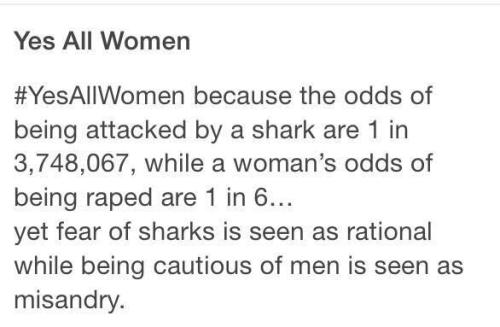 Yes All Women
#YesAllWomen because the odds of
being attacked by a shark are 1 in
3,748,067, while a woman’s odds of
being raped are 1 in 6…
yet fear of sharks is seen as rational
while being cautious of men is seen as
misandry.